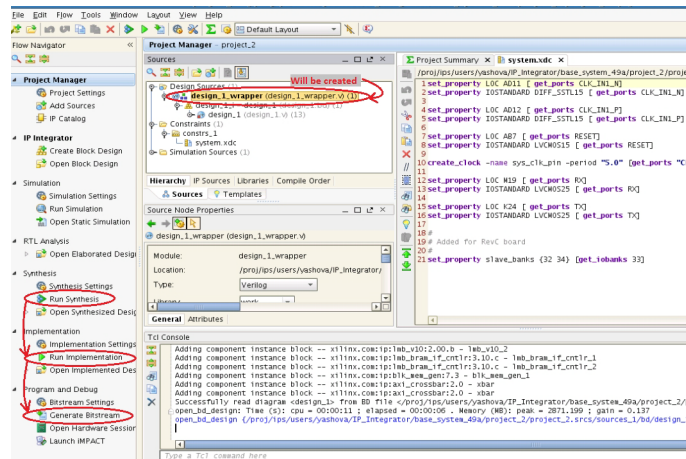 File Edit Flow Tools Window Layout View Help
Default Layout
Flow Navigator
Project Manager
Project Settings
Add Sources
IP Catalog
IP Integrator
Create Block Design
Open Block Design
Simulation
Simulation Settings
Run Simulation
Open Static Simulation
RTL Analysis
Open Elaborated Desig
Synthesis
Synthesis Settings
Run Synthesis
Open Synthesized Desig
Implementation
Implementation Settings
Run Implementation
Open Implemented Des
Program and Debug
Bitstream Settings
Generate Bitstream
Open Hardware Session
Launch iMPACT
Project Manager - project_2
Sources
Will be created
Design Sources (1)
design_1_wrapper (design_1_wrapper.v) (1)
design_1_i - design_1 (design_1.bd) (1)
design_1 (design_1.v) (13)
Constraints (1)
constrs_1
system.xdc
Simulation Sources (1)
Hierarchy IP Sources Libraries Compile Order
Sources Templates
Source Node Properties
design_1_wrapper (design_1_wrapper.v)
Module: design_1_wrapper
Location: /proj/ips/users/yashova/IP_Integrator/
Type: Verilog
Library: work
General Attributes
Project Summary system.xdc
/proj/ips/users/yashova/IP_Integrator/base_system_49a/project_2/proje
1 set_property LOC AD11 [ get_ports CLK_IN1_N]
2 set_property IOSTANDARD DIFF_SSTL15 [ get_ports CLK_IN1_N]
3
4 set_property LOC AD12 [ get_ports CLK_IN1_P]
5 set_property IOSTANDARD DIFF_SSTL15 [ get_ports CLK_IN1_P]
6
7 set_property LOC AB7 [ get_ports RESET]
8 set_property IOSTANDARD LVCMOS15 [ get_ports RESET]
9
10 create_clock -name sys_clk_pin -period "5.0" [get_ports "C
11
12 set_property LOC M19 [ get_ports RX]
13 set_property IOSTANDARD LVCMOS25 [ get_ports RX]
14
15 set_property LOC K24 [ get_ports TX]
16 set_property IOSTANDARD LVCMOS25 [ get_ports TX]
17
18 #
19 # Added for RevC board
20 #
21 set_property slave_banks {32 34} [get_iobanks 33]
Tcl Console
Adding component instance block -- xilinx.com:ip:lmb_v10:2.00.b - lmb_v10_2
Adding component instance block -- xilinx.com:ip:lmb_bram_if_cntlr:3.10.c - lmb_bram_if_cntlr_1
Adding component instance block -- xilinx.com:ip:lmb_bram_if_cntlr:3.10.c - lmb_bram_if_cntlr_2
Adding component instance block -- xilinx.com:ip:blk_mem_gen:7.3 - blk_mem_gen_1
Adding component instance block -- xilinx.com:ip:axi_crossbar:2.0 - xbar
Adding component instance block -- xilinx.com:ip:axi_crossbar:2.0 - xbar
Successfully read diagram <design_1> from BD file </proj/ips/users/yashova/IP_Integrator/base_system_49a/project_2/
open_bd_design: Time (s): cpu = 00:00:11 ; elapsed = 00:00:06 . Memory (MB): peak = 2871.199 ; gain = 0.137
open_bd_design {/proj/ips/users/yashova/IP_Integrator/base_system_49a/project_2/project_2.srcs/sources_1/bd/design_
Type a Tcl command here